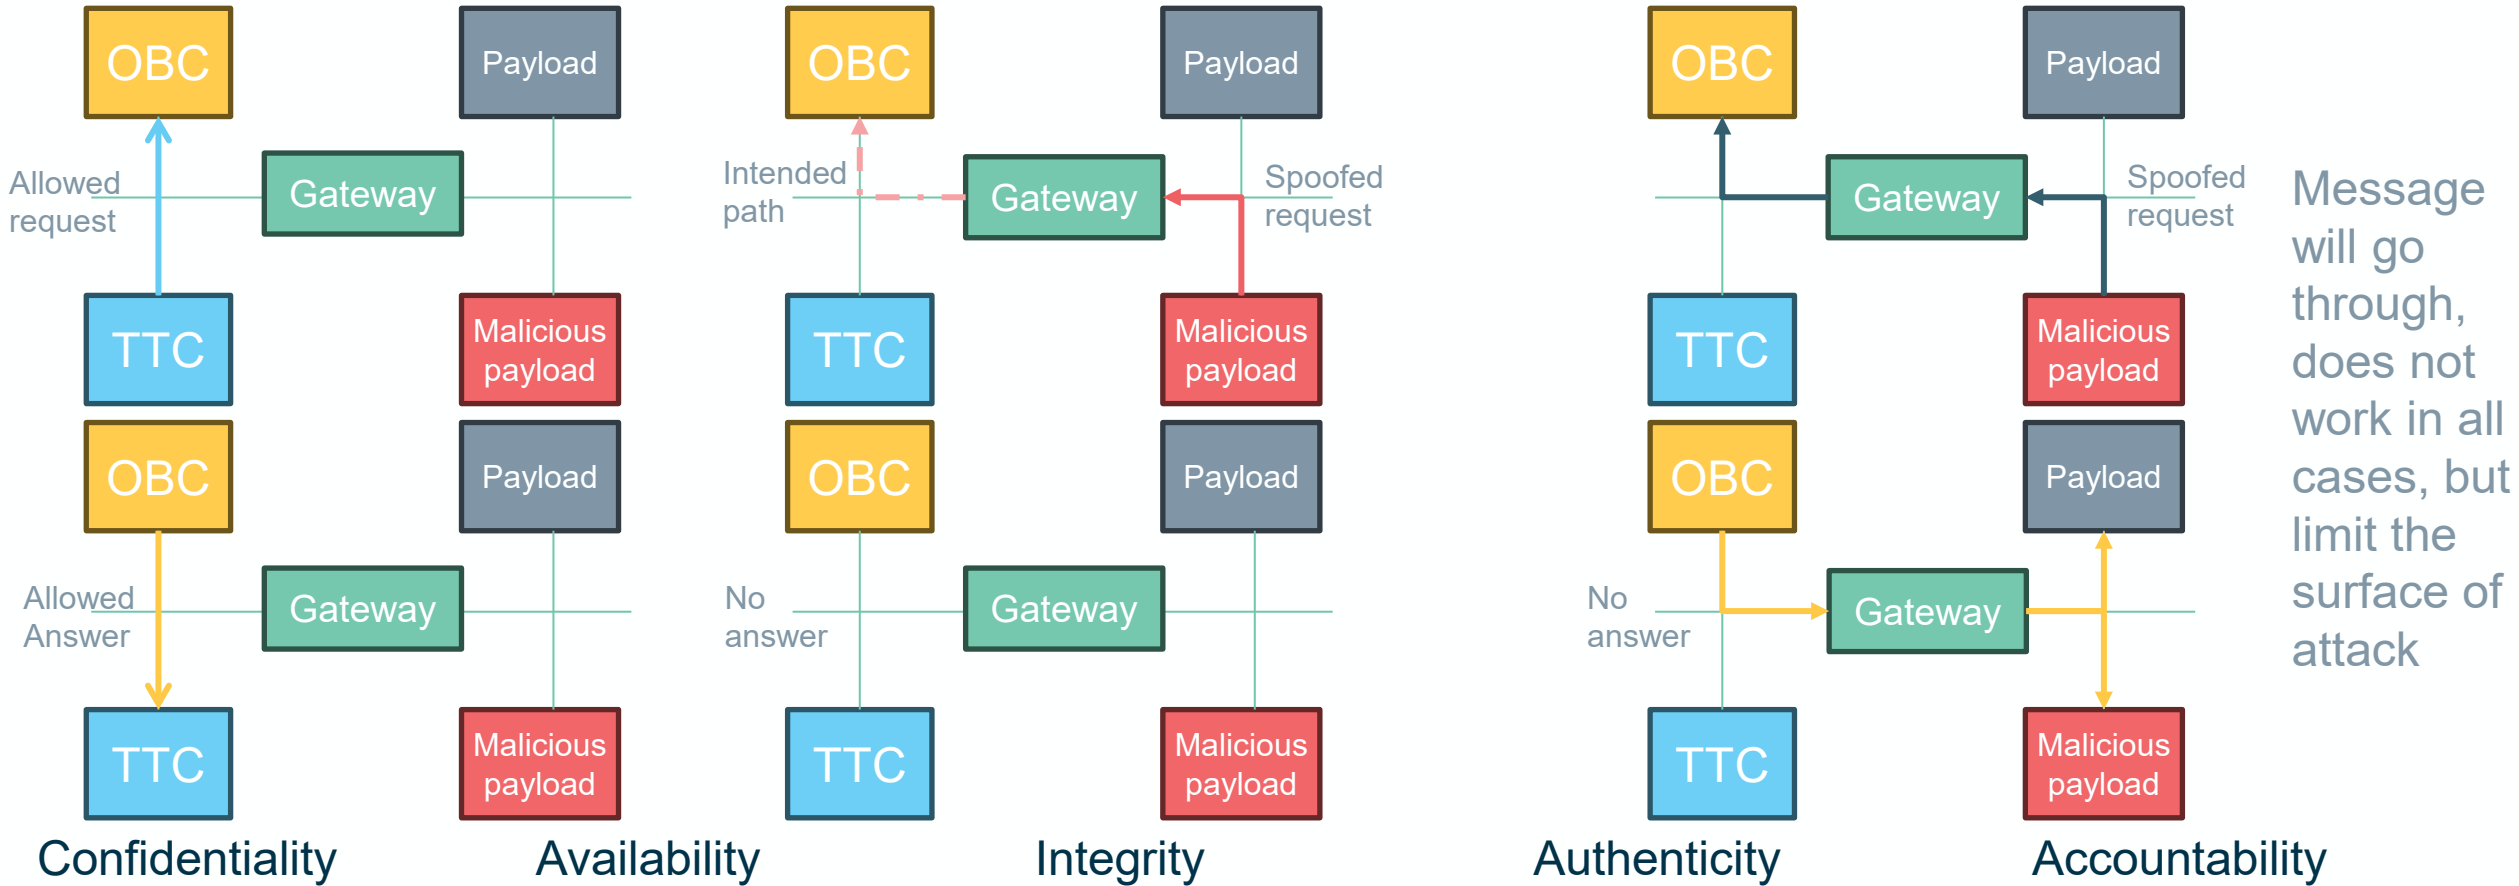 OBC
Payload
Allowed
request
Gateway
TTC
Malicious
payload
OBC
Payload
Intended
path
Gateway
Spoofed
request
TTC
Malicious
payload
OBC
Payload
Gateway
Spoofed
request
TTC
Malicious
payload
OBC
Payload
Allowed
Answer
Gateway
TTC
Malicious
payload
OBC
Payload
No
answer
Gateway
TTC
Malicious
payload
OBC
Payload
No
answer
Gateway
TTC
Malicious
payload
Message
will go
through,
does not
work in all
cases, but
limit the
surface of
attack
Confidentiality
Availability
Integrity
Authenticity
Accountability